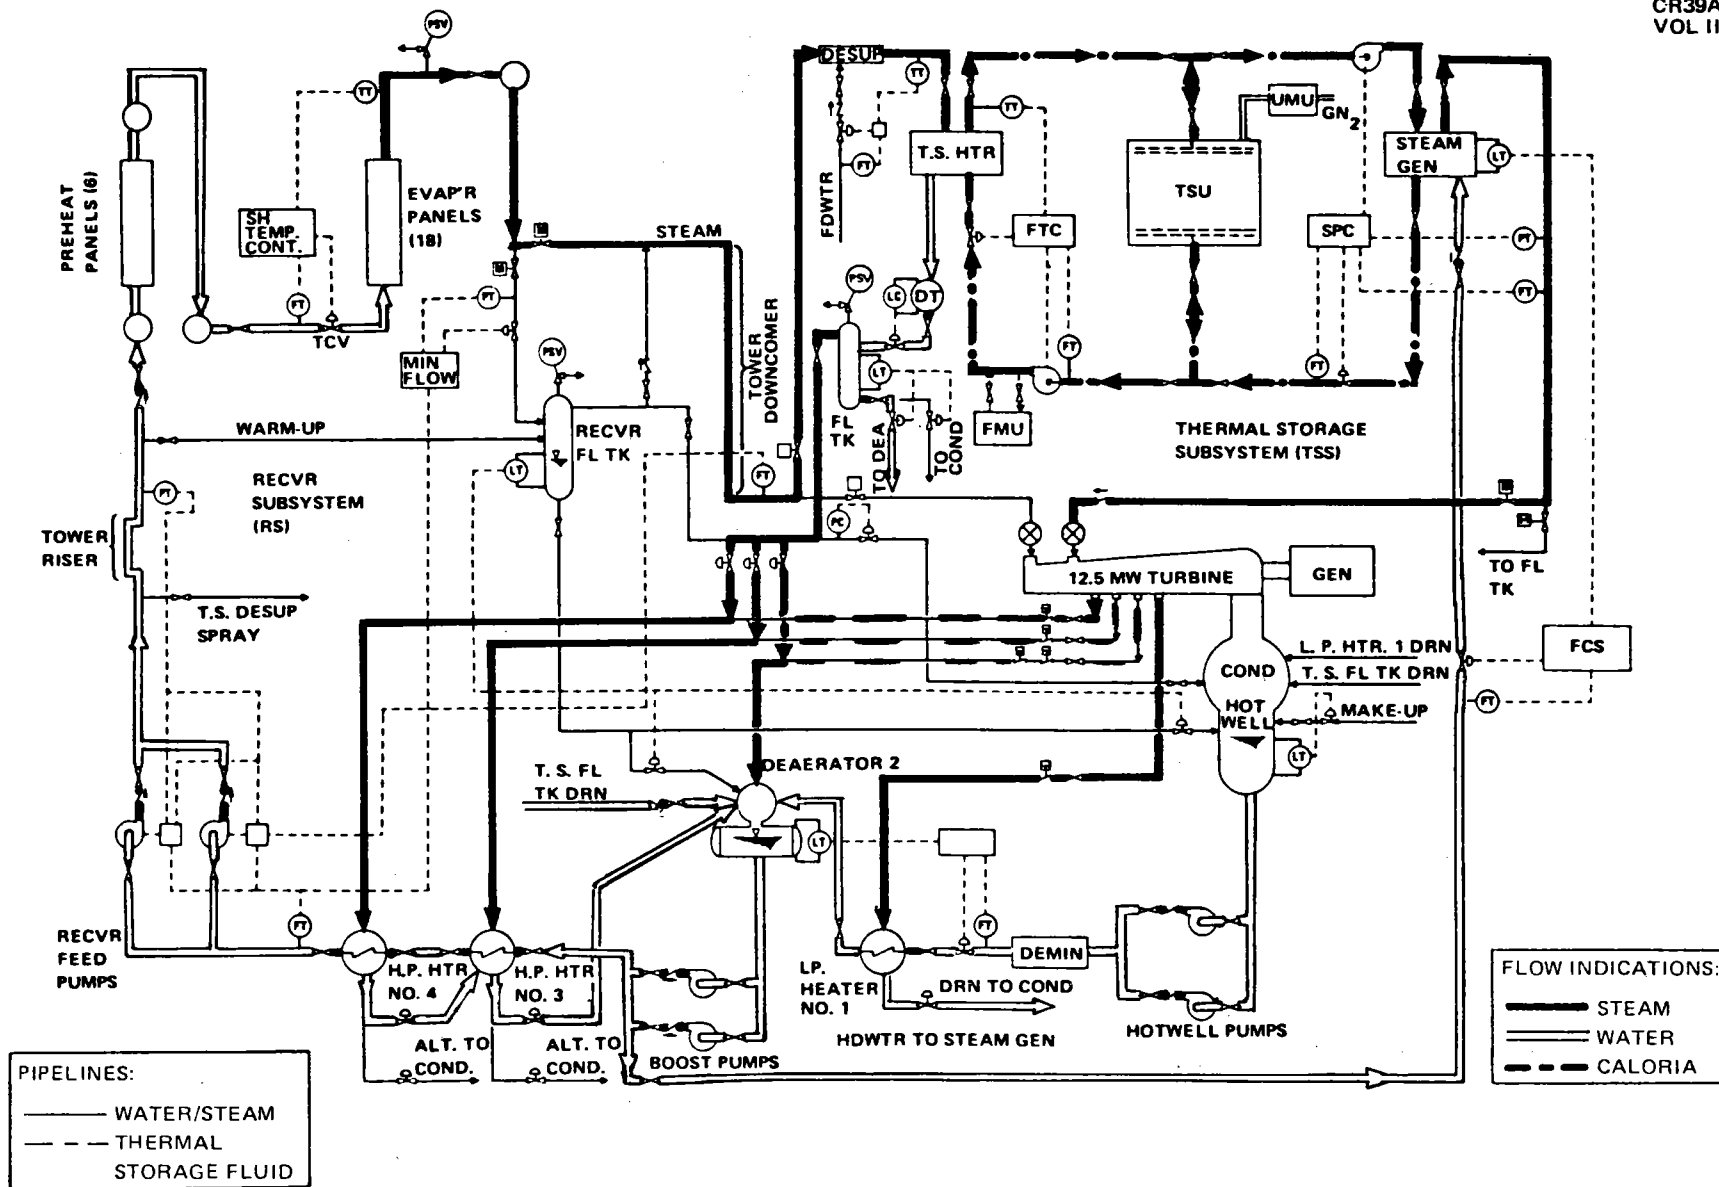 CR39A
VOL II
PSV
DESUP
TT
TT
TT
UMU
GN2
PREHEAT
PANELS (6)
EVAP'R
PANELS
(18)
SH
TEMP.
CONT.
FT
TCV
STEAM
FT
FDWTR
T.S. HTR
FTC
TSU
STEAM
GEN
LT
SPC
PT
FT
PT
MIN
FLOW
PSV
PSV
LC
DT
FT
FT
TOWER
DOWNCOMER
LT
FL
TK
TO DEA
TO
COND
FMU
THERMAL STORAGE
SUBSYSTEM (TSS)
WARM-UP
RECVR
FL TK
LT
FT
PT
RECVR
SUBSYSTEM
(RS)
TOWER
RISER
PC
12.5 MW TURBINE
GEN
TO FL
TK
T.S. DESUP
SPRAY
L. P. HTR. 1 DRN
FCS
COND
T. S. FL TK DRN
FT
HOT
WELL
MAKE-UP
LT
DEAERATOR 2
T. S. FL
TK DRN
LT
FT
FT
RECVR
FEED
PUMPS
H.P. HTR
NO. 4
H.P. HTR
NO. 3
LP.
HEATER
NO. 1
DEMIN
DRN TO COND
HOTWELL PUMPS
ALT. TO
COND.
ALT. TO
COND.
BOOST PUMPS
HDWTR TO STEAM GEN
FLOW INDICATIONS:
STEAM
WATER
CALORIA
PIPELINES:
WATER/STEAM
THERMAL
STORAGE FLUID